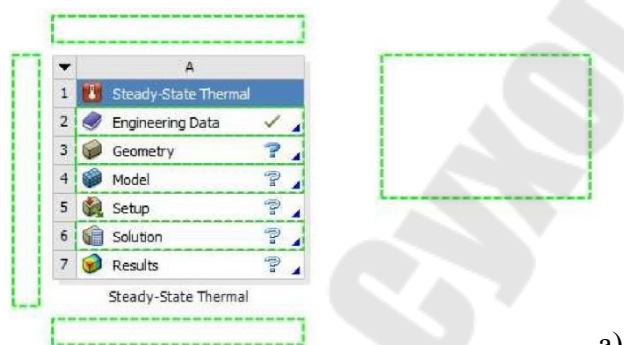 A
1 Steady-State Thermal
2 Engineering Data
3 Geometry ?
4 Model ?
5 Setup ?
6 Solution ?
7 Results ?
Steady-State Thermal
а)